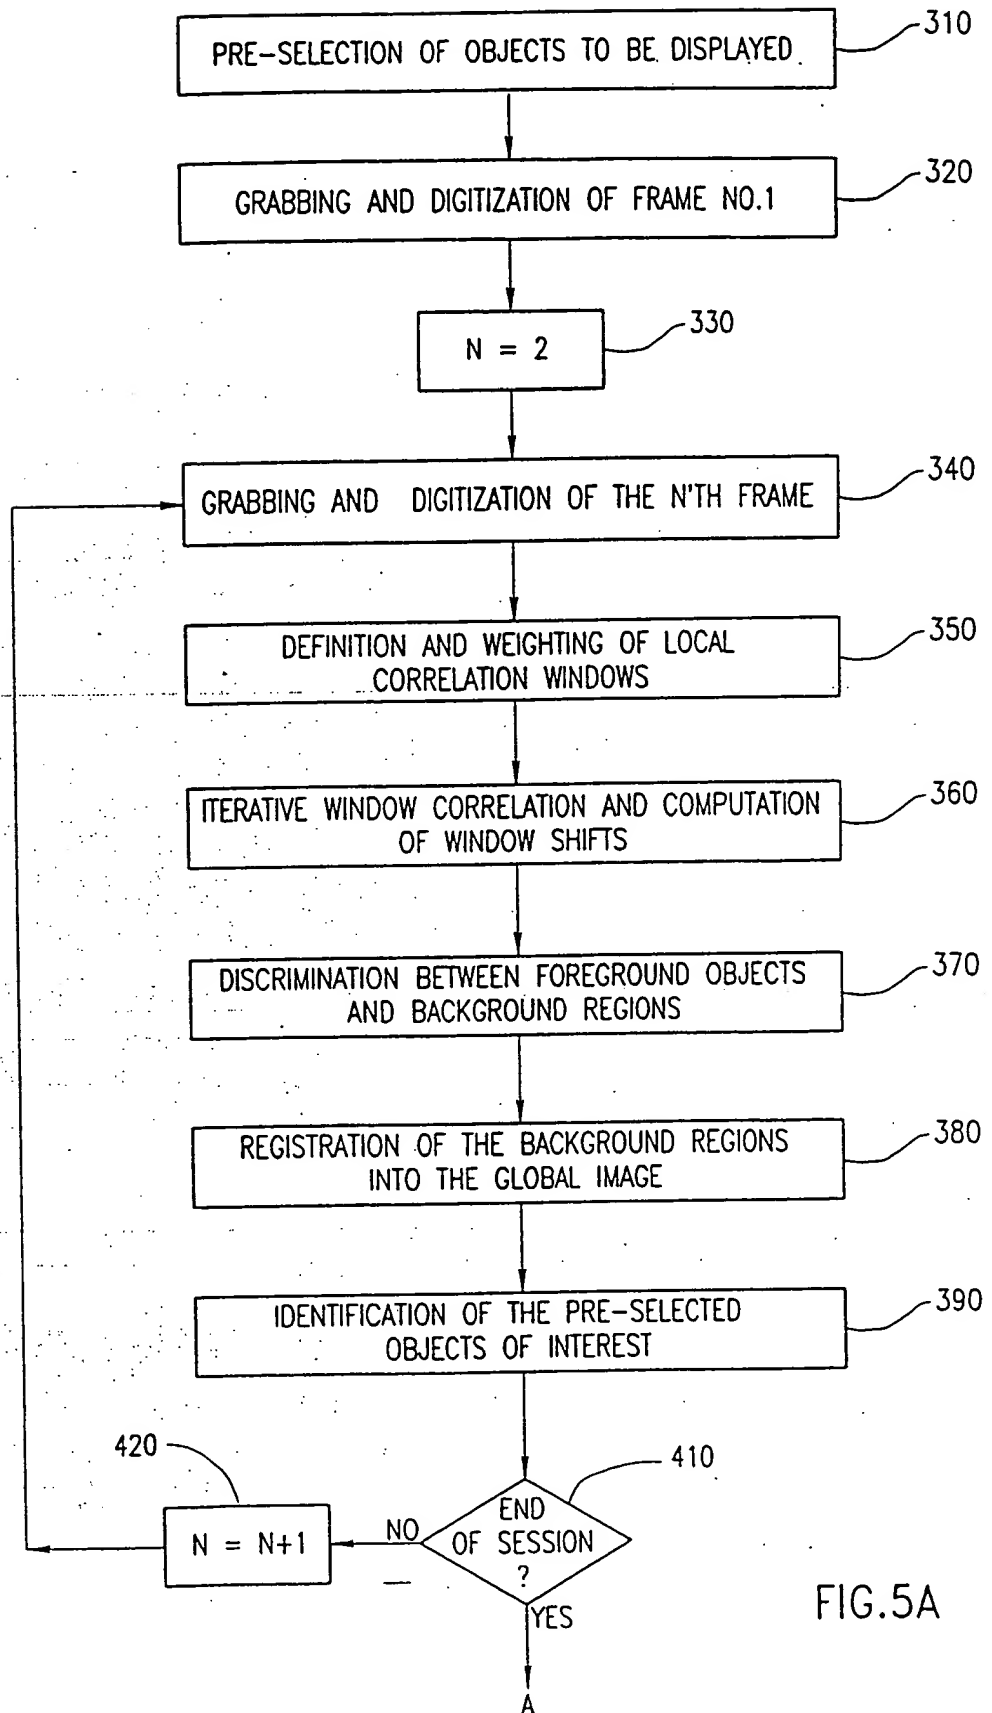 PRE-SELECTION OF OBJECTS TO BE DISPLAYED
310
GRABBING AND DIGITIZATION OF FRAME NO.1
320
N = 2
330
GRABBING AND DIGITIZATION OF THE N'TH FRAME
340
DEFINITION AND WEIGHTING OF LOCAL
CORRELATION WINDOWS
350
ITERATIVE WINDOW CORRELATION AND COMPUTATION
OF WINDOW SHIFTS
360
DISCRIMINATION BETWEEN FOREGROUND OBJECTS
AND BACKGROUND REGIONS
370
REGISTRATION OF THE BACKGROUND REGIONS
INTO THE GLOBAL IMAGE
380
IDENTIFICATION OF THE PRE-SELECTED
OBJECTS OF INTEREST
390
420
410
N = N+1
NO
END
OF SESSION
?
YES
A
FIG.5A